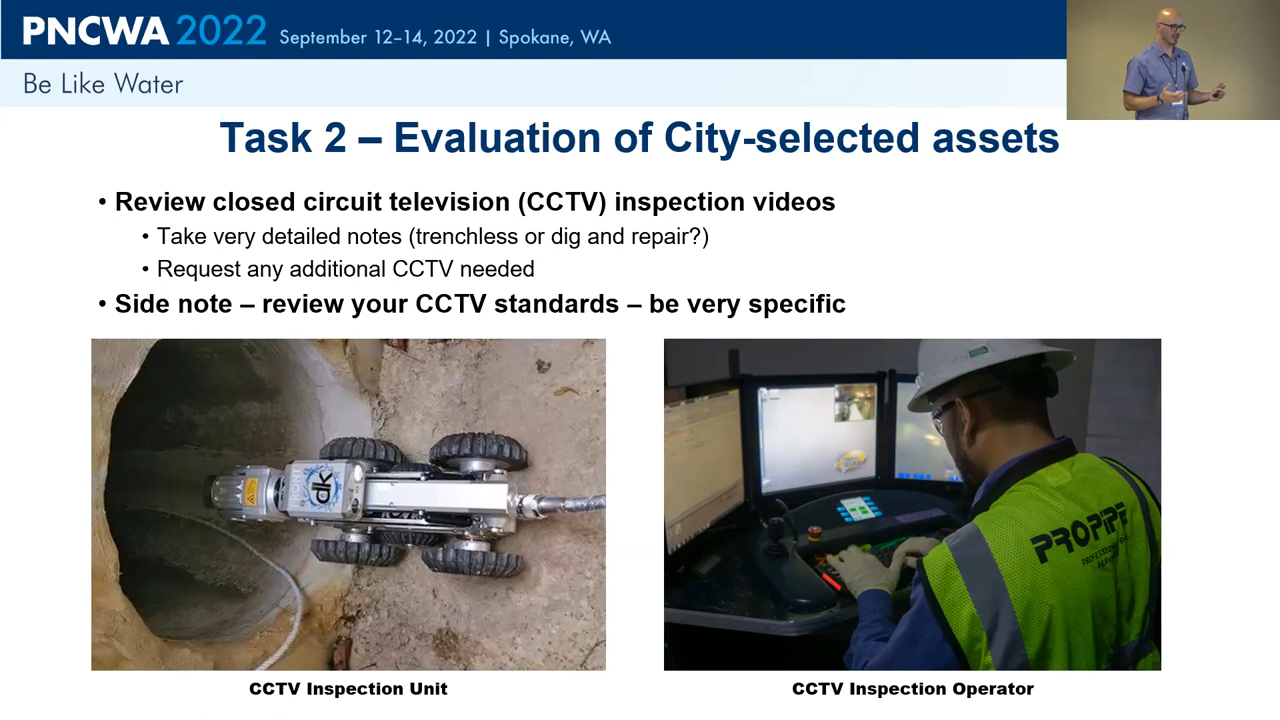 PNCWA 2022 September 12–14, 2022 | Spokane, WA
Be Like Water
Task 2 – Evaluation of City-selected assets
• Review closed circuit television (CCTV) inspection videos
• Take very detailed notes (trenchless or dig and repair?)
• Request any additional CCTV needed
• Side note – review your CCTV standards – be very specific
dk
PROPIPE
CCTV Inspection Unit
CCTV Inspection Operator